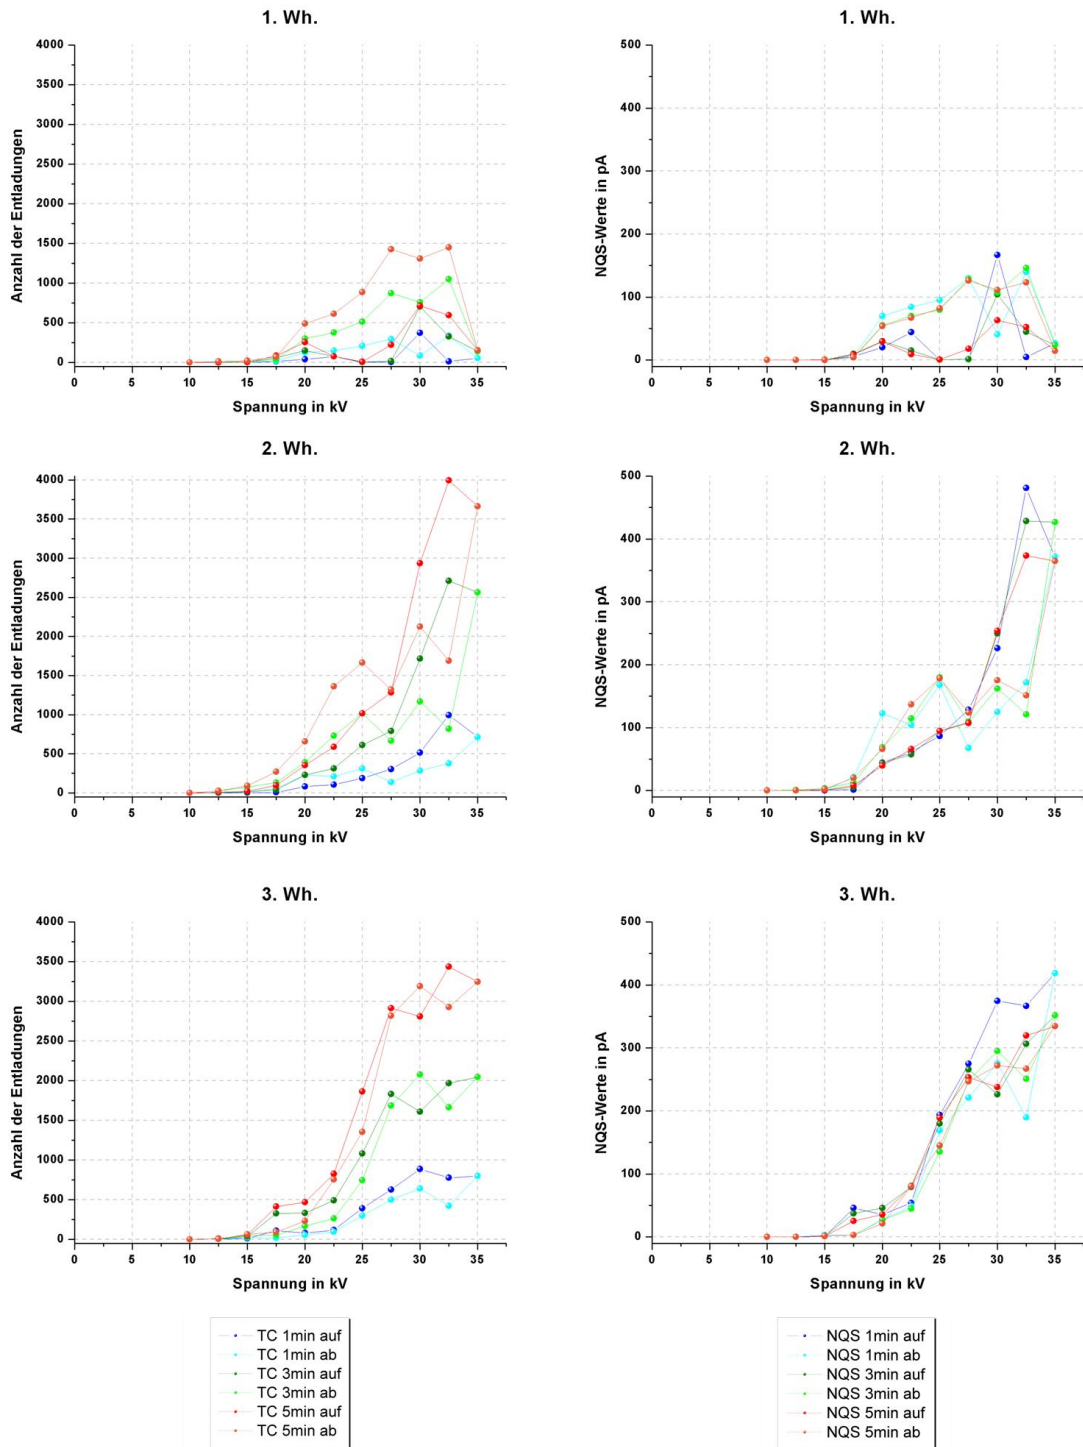 1. Wh.
4000
3500
3000
2500
2000
1500
1000
500
0
Anzahl der Entladungen
0 5 10 15 20 25 30 35
Spannung in kV
1. Wh.
500
400
300
200
100
0
NQS-Werte in pA
0 5 10 15 20 25 30 35
Spannung in kV
2. Wh.
4000
3500
3000
2500
2000
1500
1000
500
0
Anzahl der Entladungen
0 5 10 15 20 25 30 35
Spannung in kV
2. Wh.
500
400
300
200
100
0
NQS-Werte in pA
0 5 10 15 20 25 30 35
Spannung in kV
3. Wh.
4000
3500
3000
2500
2000
1500
1000
500
0
Anzahl der Entladungen
0 5 10 15 20 25 30 35
Spannung in kV
3. Wh.
500
400
300
200
100
0
NQS-Werte in pA
0 5 10 15 20 25 30 35
Spannung in kV
TC 1min auf
TC 1min ab
TC 3min auf
TC 3min ab
TC 5min auf
TC 5min ab
NQS 1min auf
NQS 1min ab
NQS 3min auf
NQS 3min ab
NQS 5min auf
NQS 5min ab